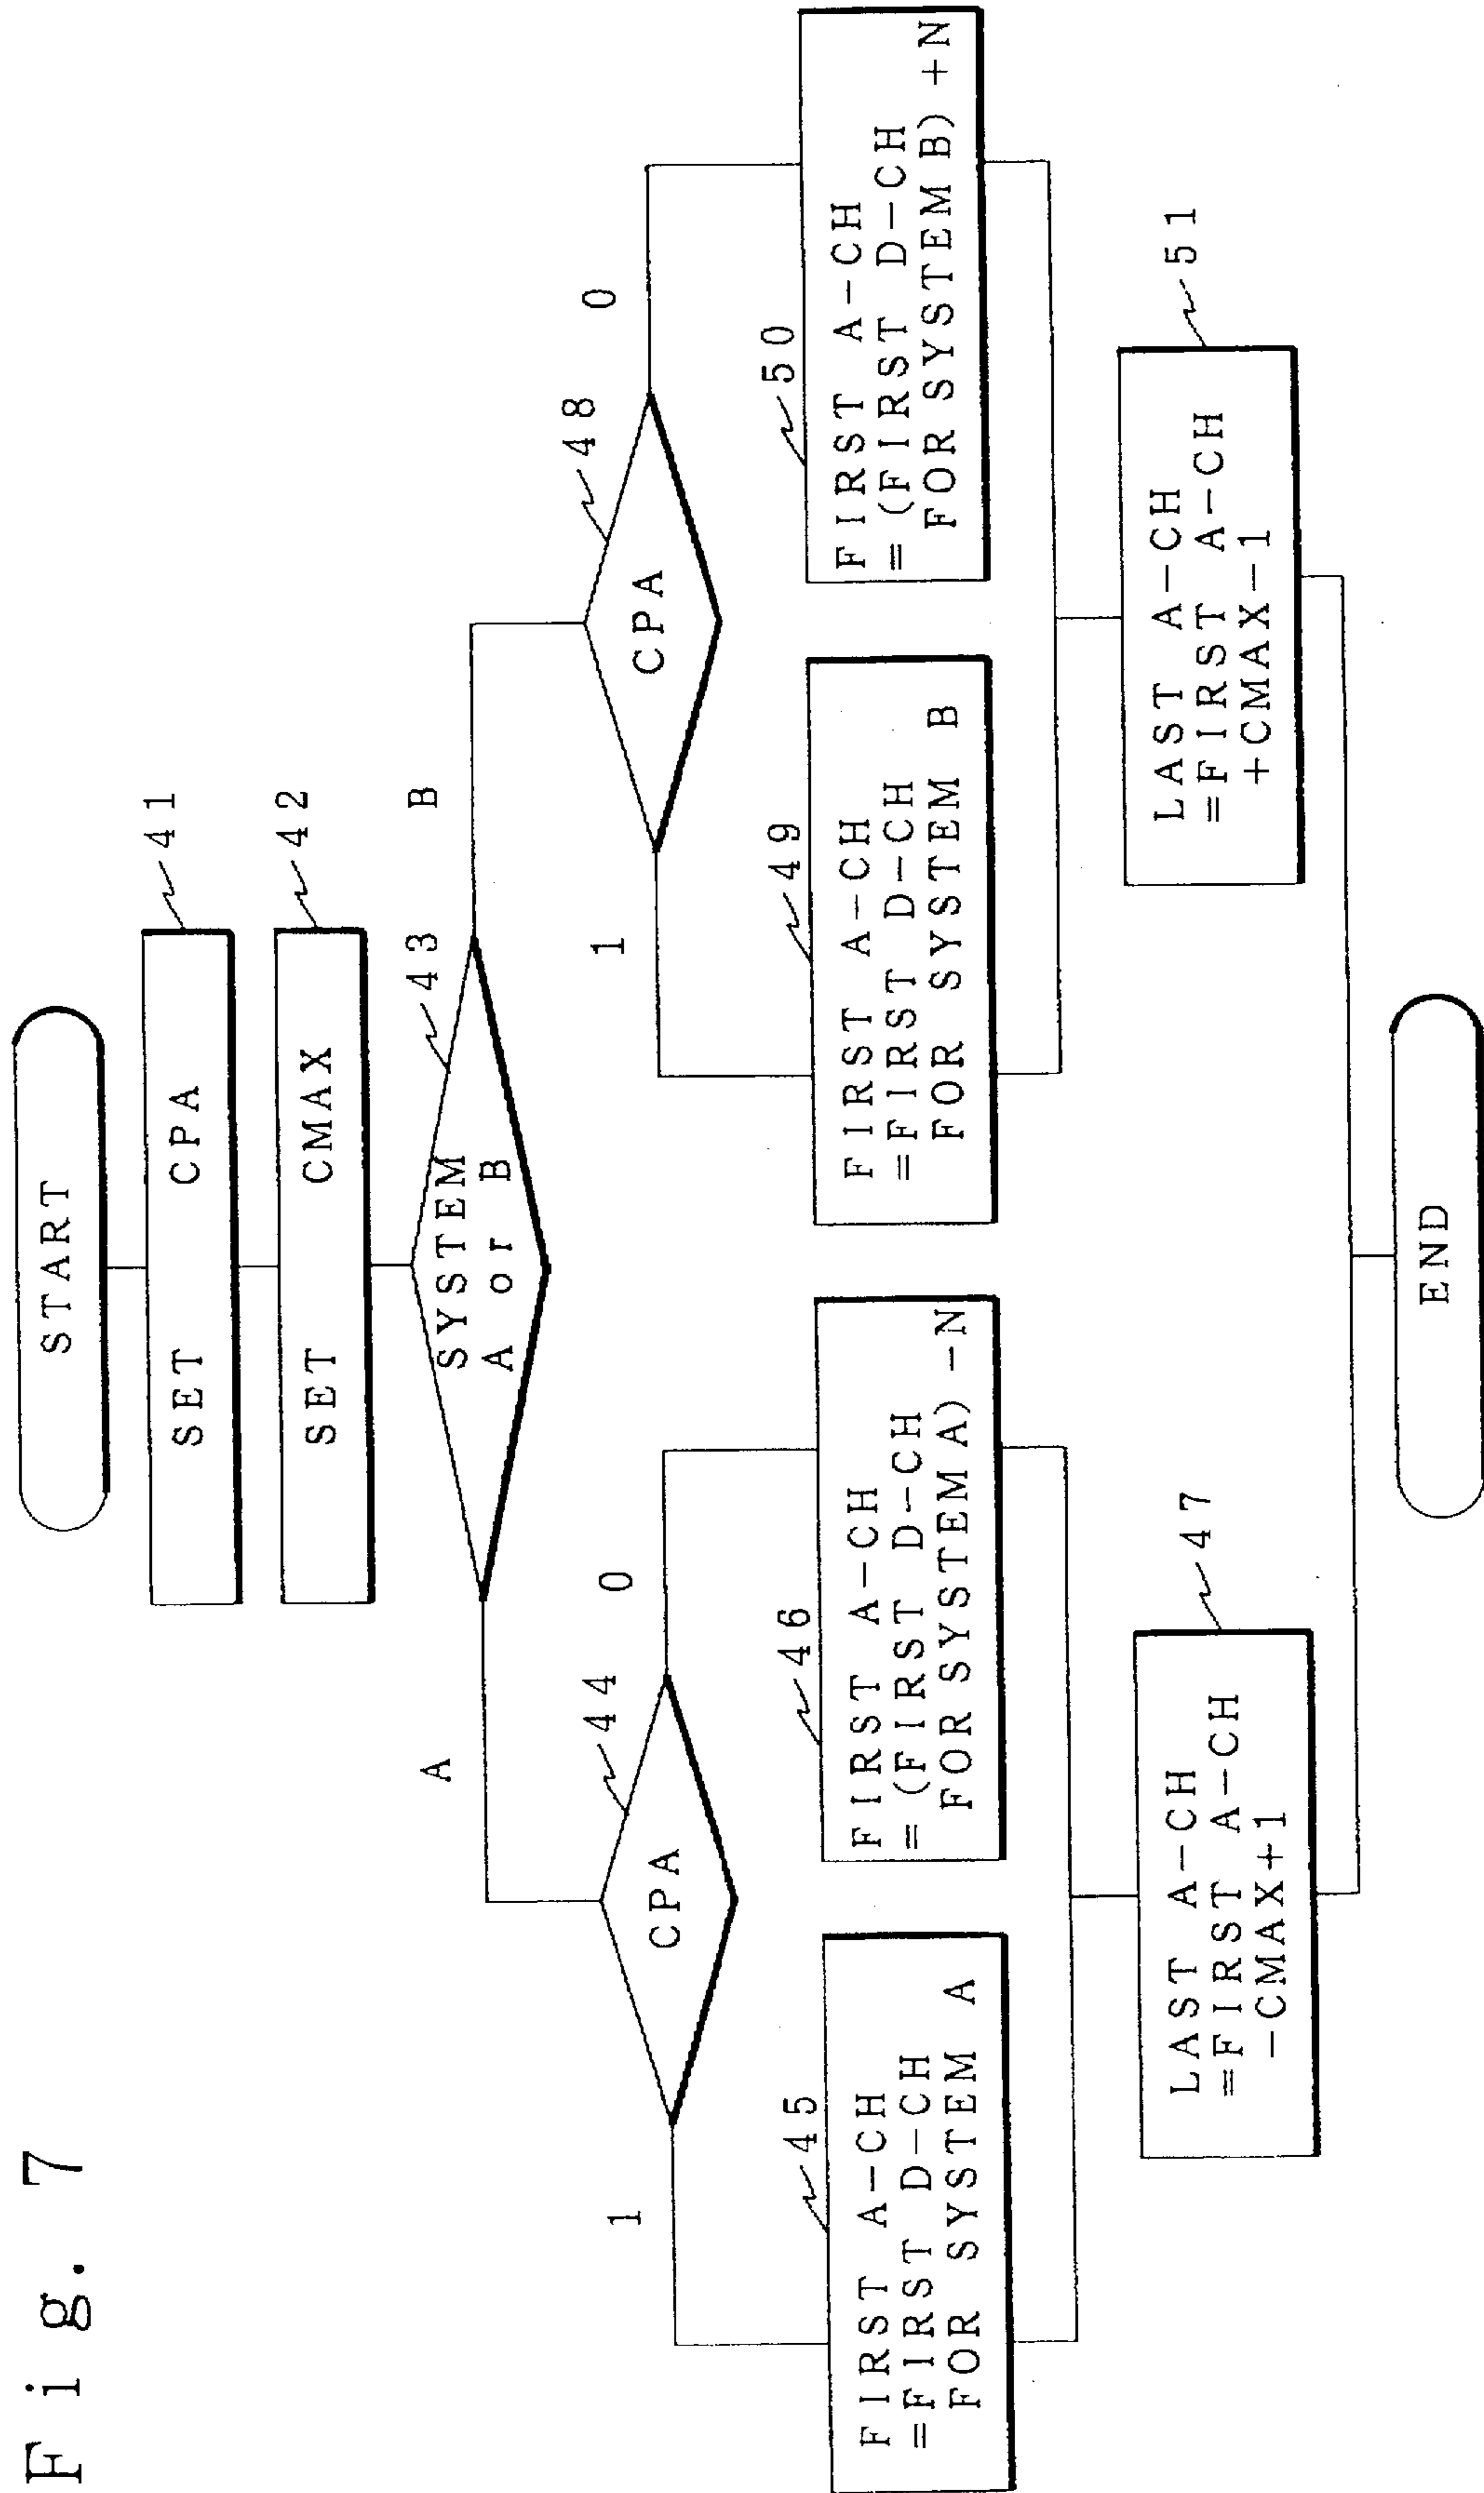 Fig. 7
START
SET CPA
41
SET CMAX
42
SYSTEM
A or B
43
A
B
CPA
44
1
0
CPA
48
1
0
45
FIRST A-CH
=FIRST D-CH
FOR SYSTEM A
46
FIRST A-CH
=(FIRST D-CH
FOR SYSTEM A) -N
49
FIRST A-CH
=FIRST D-CH
FOR SYSTEM B
50
FIRST A-CH
=(FIRST D-CH
FOR SYSTEM B) +N
LAST A-CH
=FIRST A-CH
-CMAX+1
47
LAST A-CH
=FIRST A-CH
+CMAX-1
51
END